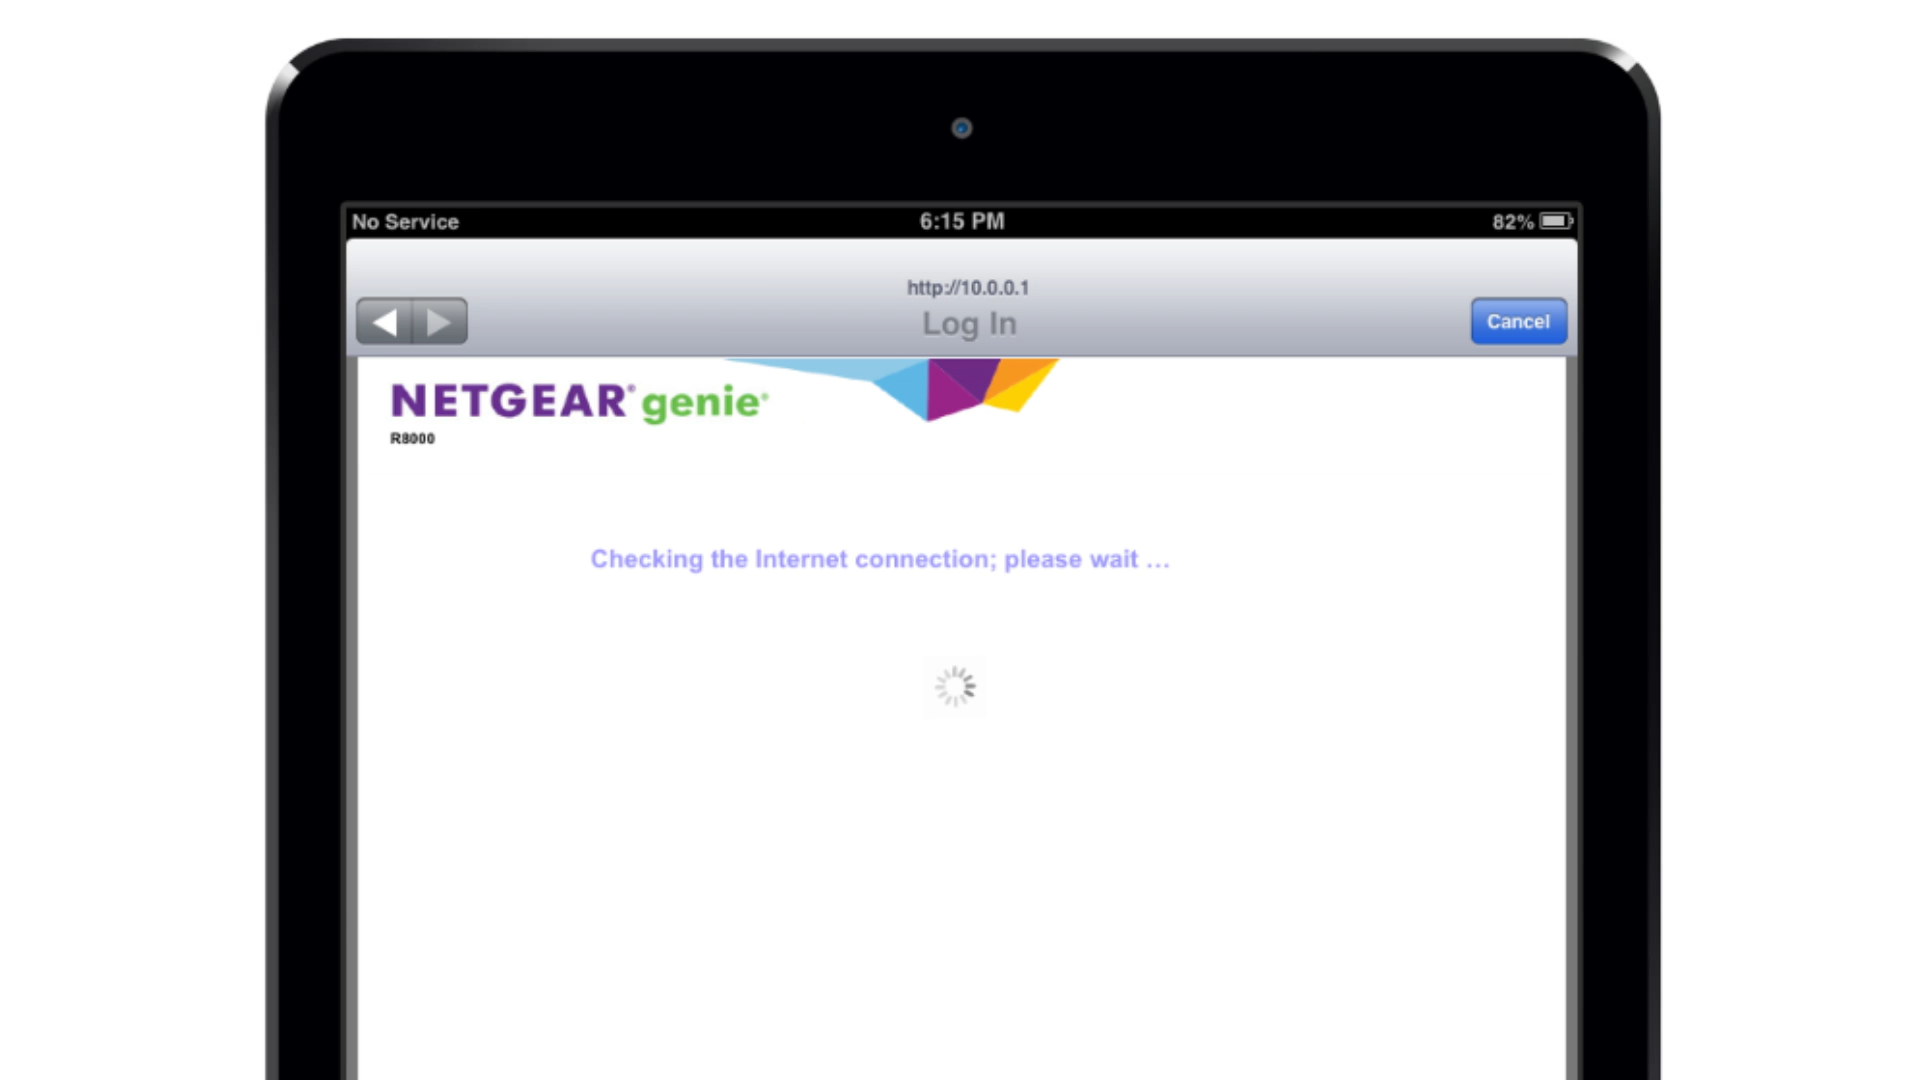 No Service 6:15 PM 82%
http://10.0.0.1
Log In
Cancel
NETGEAR® genie®
R8000
Checking the Internet connection; please wait ...